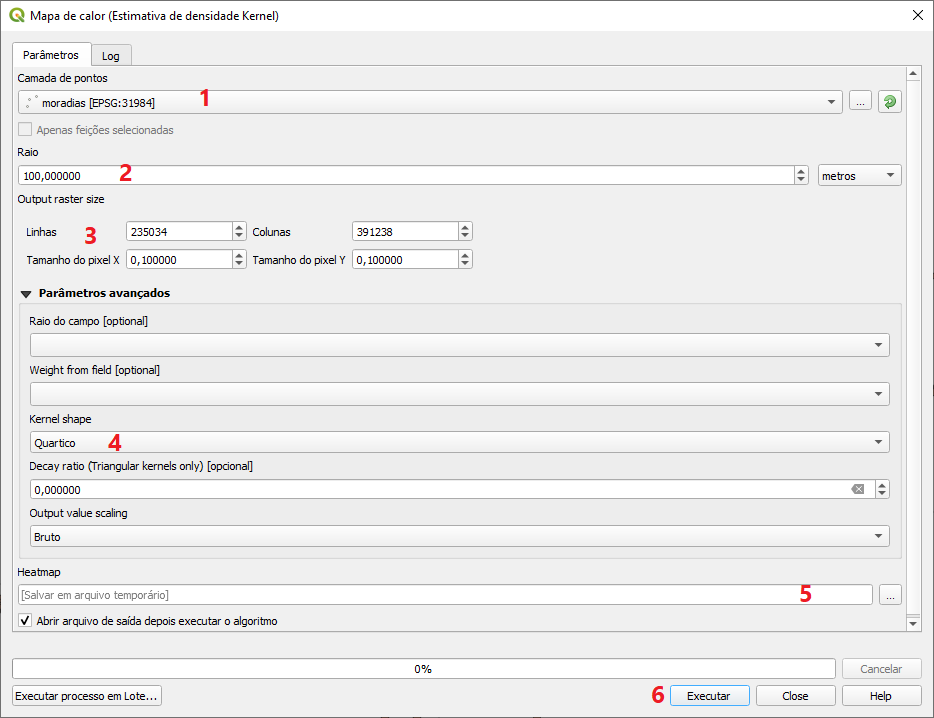 Mapa de calor (Estimativa de densidade Kernel)
Parâmetros Log
Camada de pontos
moradias [EPSG:31984] 1
...
Apenas feições selecionadas
Raio
100,000000 2 metros
Output raster size
Linhas 3 235034 Colunas 391238
Tamanho do pixel X 0,100000 Tamanho do pixel Y 0,100000
Parâmetros avançados
Raio do campo [optional]
Weight from field [optional]
Kernel shape
Quartico 4
Decay ratio (Triangular kernels only) [opcional]
0,000000
Output value scaling
Bruto
Heatmap
[Salvar em arquivo temporário] 5 ...
Abrir arquivo de saída depois executar o algoritmo
0% Cancelar
Executar processo em Lote... 6 Executar Close Help